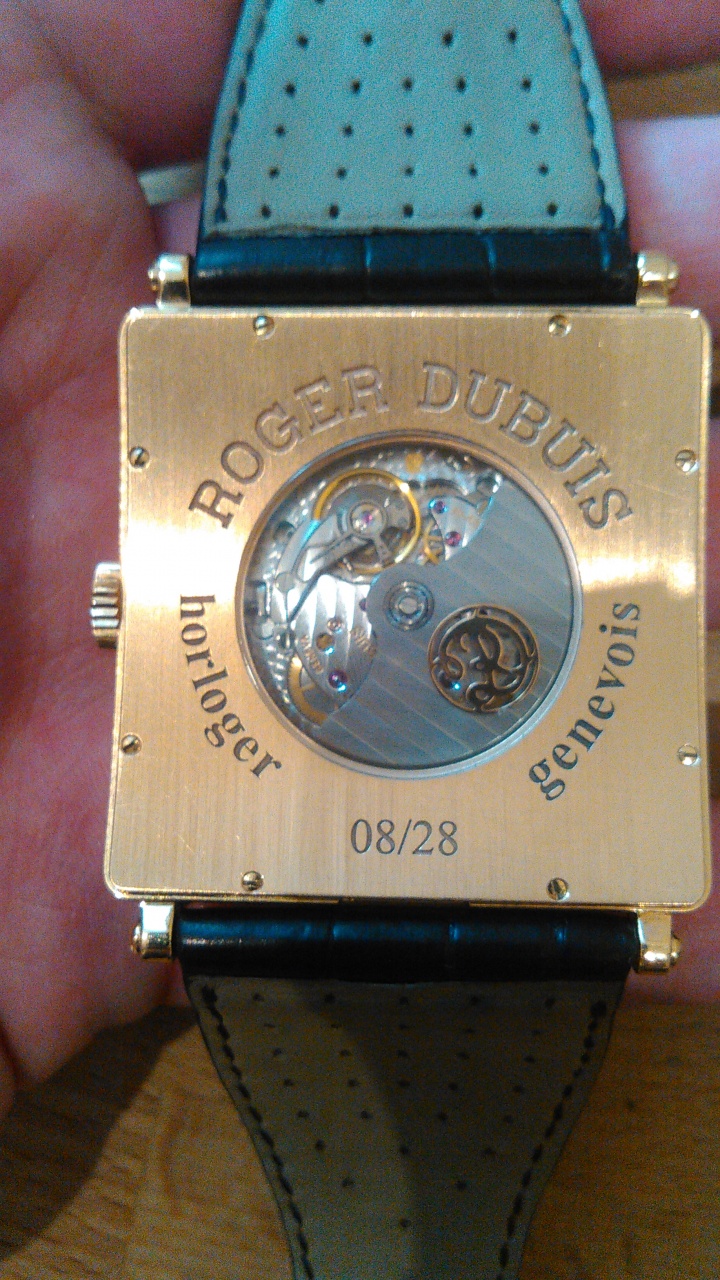 ROGER DUBUIS
horloger
genevois
08/28